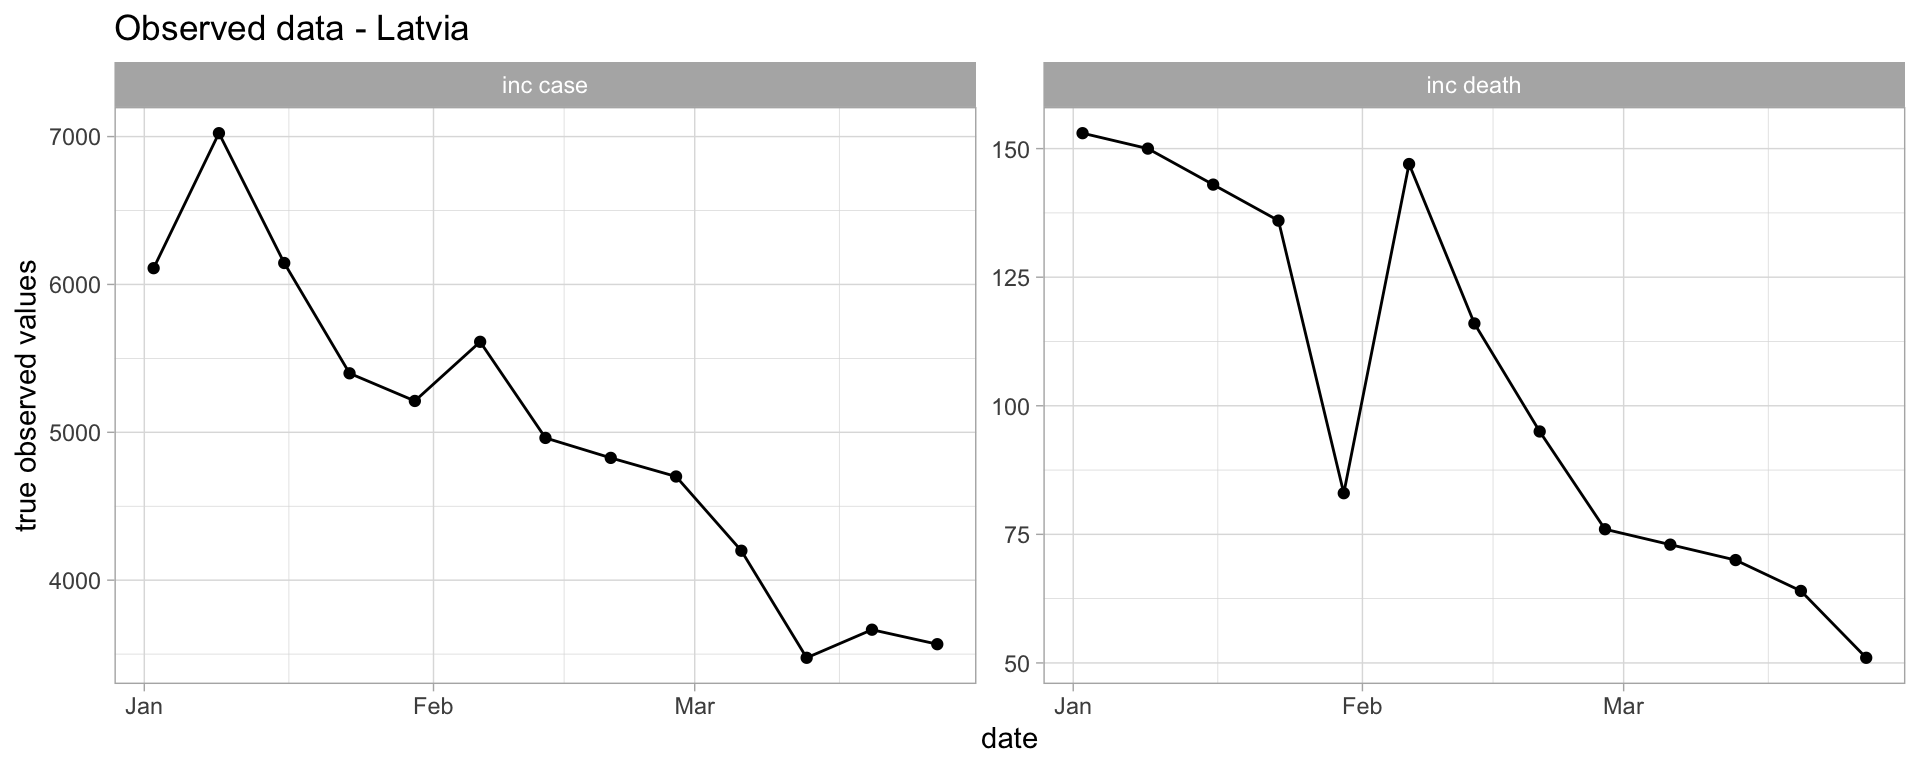 Observed data - Latvia
inc case
inc death
true observed values
7000
6000
5000
4000
150
125
100
75
50
Jan
Feb
Mar
Jan
Feb
Mar
date